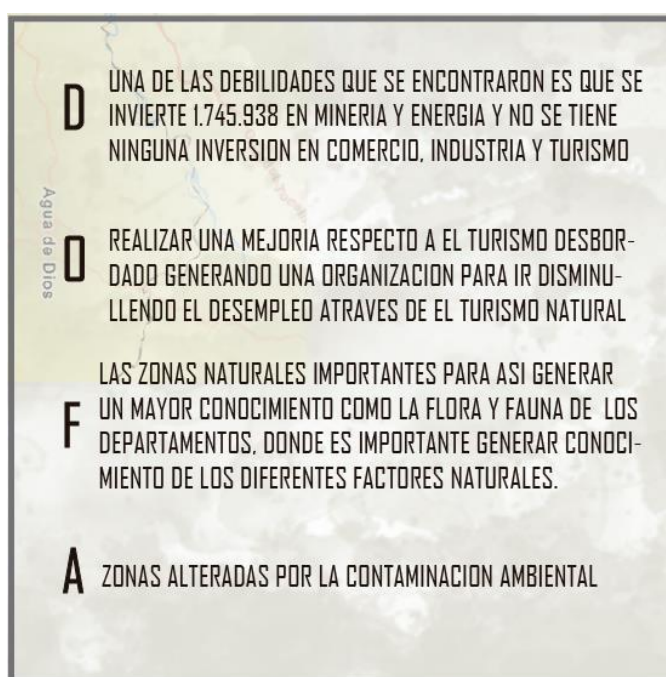 D
UNA DE LAS DEBILIDADES QUE SE ENCONTRARON ES QUE SE
INVIERTE 1.745.938 EN MINERIA Y ENERGIA Y NO SE TIENE
NINGUNA INVERSION EN COMERCIO, INDUSTRIA Y TURISMO
Agua de Dios
O
REALIZAR UNA MEJORIA RESPECTO A EL TURISMO DESBOR-
DADO GENERANDO UNA ORGANIZACION PARA IR DISMINU-
LLENDO EL DESEMPLEO ATRAVES DE EL TURISMO NATURAL
F
LAS ZONAS NATURALES IMPORTANTES PARA ASI GENERAR
UN MAYOR CONOCIMIENTO COMO LA FLORA Y FAUNA DE LOS
DEPARTAMENTOS, DONDE ES IMPORTANTE GENERAR CONOCI-
MIENTO DE LOS DIFERENTES FACTORES NATURALES.
A
ZONAS ALTERADAS POR LA CONTAMINACION AMBIENTAL